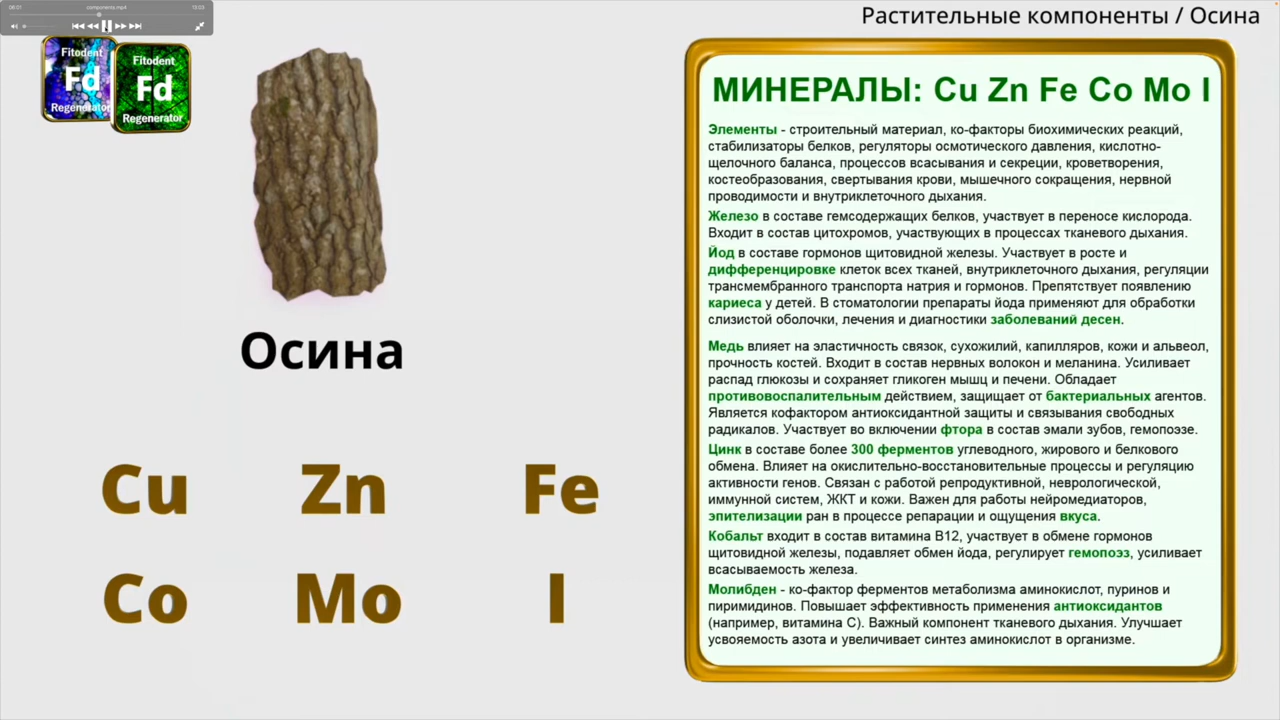 06:01 components.mp4 13:03
Растительные компоненты / Осина
Fitodent
Fd
Regenerator
Fitodent
Fd
Regenerator
Осина
Cu Zn Fe
Co Mo I
МИНЕРАЛЫ: Cu Zn Fe Co Mo I
Элементы - строительный материал, ко-факторы биохимических реакций,
стабилизаторы белков, регуляторы осмотического давления, кислотно-
щелочного баланса, процессов всасывания и секреции, кроветворения,
костеобразования, свертывания крови, мышечного сокращения, нервной
проводимости и внутриклеточного дыхания.
Железо в составе гемсодержащих белков, участвует в переносе кислорода.
Входит в состав цитохромов, участвующих в процессах тканевого дыхания.
Йод в составе гормонов щитовидной железы. Участвует в росте и
дифференцировке клеток всех тканей, внутриклеточного дыхания, регуляции
трансмембранного транспорта натрия и гормонов. Препятствует появлению
кариеса у детей. В стоматологии препараты йода применяют для обработки
слизистой оболочки, лечения и диагностики заболеваний десен.
Медь влияет на эластичность связок, сухожилий, капилляров, кожи и альвеол,
прочность костей. Входит в состав нервных волокон и меланина. Усиливает
распад глюкозы и сохраняет гликоген мышц и печени. Обладает
противовоспалительным действием, защищает от бактериальных агентов.
Является кофактором антиоксидантной защиты и связывания свободных
радикалов. Участвует во включении фтора в состав эмали зубов, гемопоэзе.
Цинк в составе более 300 ферментов углеводного, жирового и белкового
обмена. Влияет на окислительно-восстановительные процессы и регуляцию
активности генов. Связан с работой репродуктивной, неврологической,
иммунной систем, ЖКТ и кожи. Важен для работы нейромедиаторов,
эпителизации ран в процессе репарации и ощущения вкуса.
Кобальт входит в состав витамина В12, участвует в обмене гормонов
щитовидной железы, подавляет обмен йода, регулирует гемопоэз, усиливает
всасываемость железа.
Молибден - ко-фактор ферментов метаболизма аминокислот, пуринов и
пиримидинов. Повышает эффективность применения антиоксидантов
(например, витамина С). Важный компонент тканевого дыхания. Улучшает
усвояемость азота и увеличивает синтез аминокислот в организме.